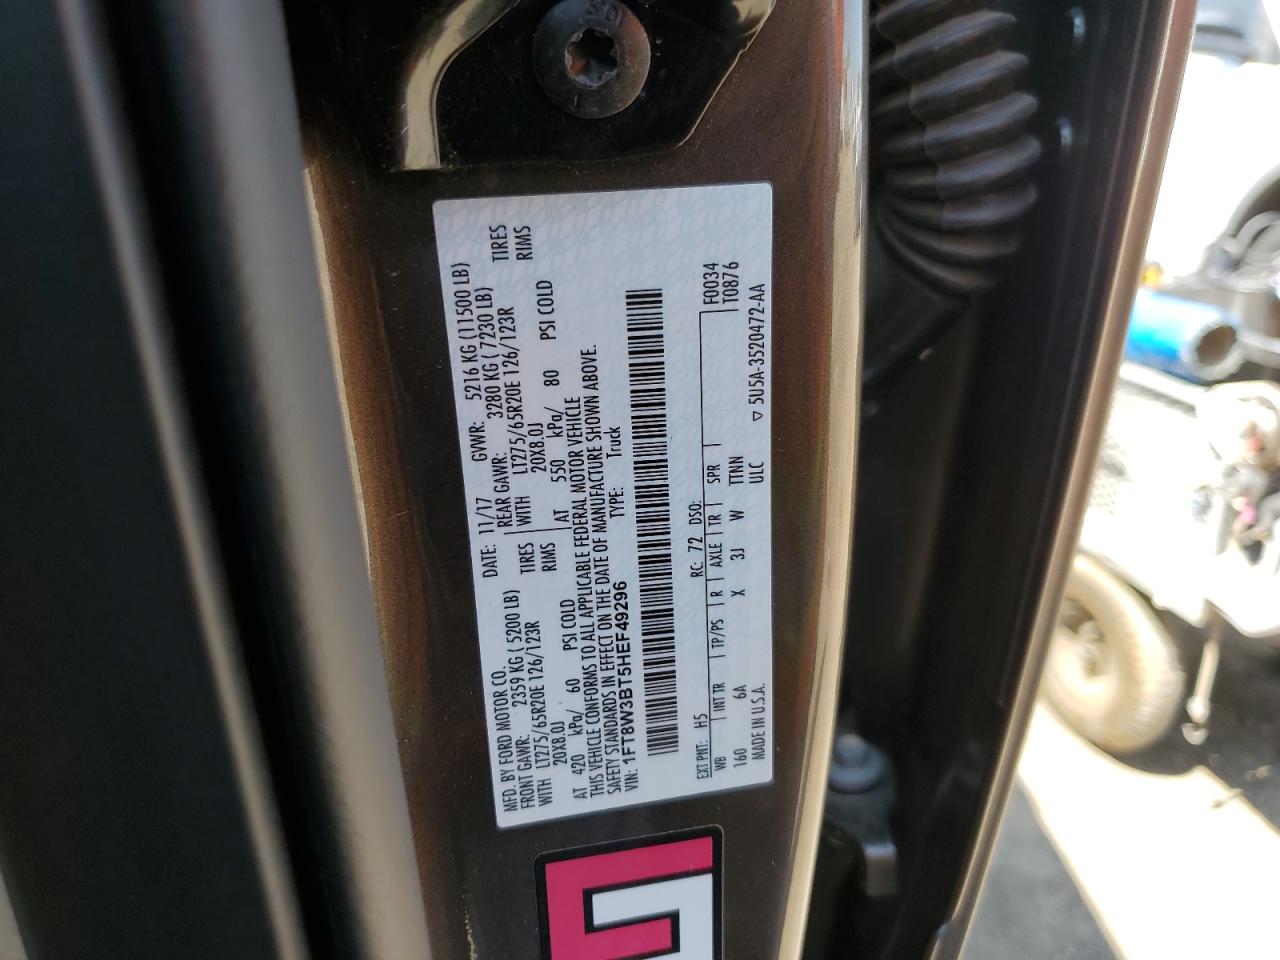 MFD. BY FORD MOTOR CO.
DATE: 11/17 GVWR: 5216 KG (11500 LB)
FRONT GAWR: 2359 KG ( 5200 LB)
REAR GAWR: 3280 KG ( 7230 LB)
WITH LT275/65R20E 126/123R TIRES
WITH LT275/65R20E 126/123R TIRES
20X8.0J RIMS
20X8.0J RIMS
AT 420 kPa/ 60 PSI COLD
AT 550 kPa/ 80 PSI COLD
THIS VEHICLE CONFORMS TO ALL APPLICABLE FEDERAL MOTOR VEHICLE
SAFETY STANDARDS IN EFFECT ON THE DATE OF MANUFACTURE SHOWN ABOVE.
VIN: 1FT8W3BT5HEF49296 TYPE: Truck
EXT PNT: H5 RC: 72 DSO: F0034
WB INT TR TP/PS R AXLE TR SPR T0876
160 6A X 3J W TTNN
MADE IN U.S.A. ULC ▽ 5U5A-3520472-AA